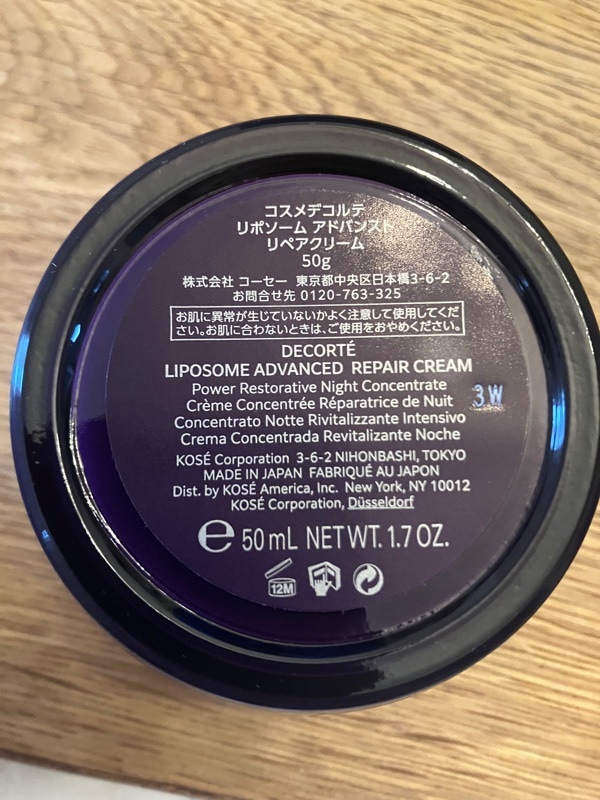 コスメデコルテ
リポソーム アドバンスト
リペアクリーム
50g
株式会社 コーセー 東京都中央区日本橋3-6-2
お問合せ先 0120-763-325
お肌に異常が生じていないかよく注意して使用してくだ
さい。お肌に合わないときは、ご使用をおやめください。
DECORTÉ
LIPOSOME ADVANCED REPAIR CREAM
Power Restorative Night Concentrate
3W
Crème Concentrée Réparatrice de Nuit
Concentrato Notte Rivitalizzante Intensivo
Crema Concentrada Revitalizante Noche
KOSÉ Corporation 3-6-2 NIHONBASHI, TOKYO
MADE IN JAPAN FABRIQUÉ AU JAPON
Dist. by KOSÉ America, Inc. New York, NY 10012
KOSÉ Corporation, Düsseldorf
℮ 50 mL NET WT. 1.7 OZ.
12M